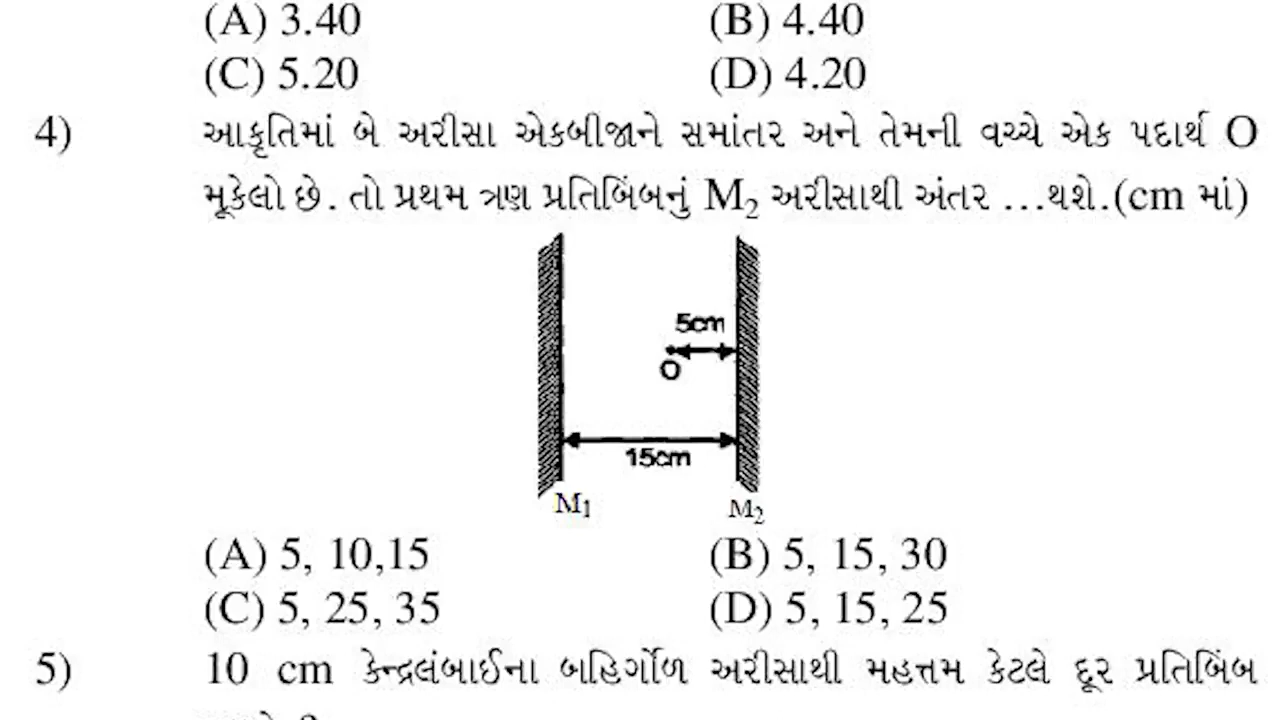 (A) 3.40 (B) 4.40
(C) 5.20 (D) 4.20
4) આકૃતિમાં બે અરીસા એકબીજાને સમાંતર અને તેમની વચ્ચે એક પદાર્થ O
મૂકેલો છે. તો પ્રથમ ત્રણ પ્રતિબિંબનું M₂ અરીસાથી અંતર ...થશે.(cm માં)
5cm
O
15cm
M1 M₂
(A) 5, 10,15 (B) 5, 15, 30
(C) 5, 25, 35 (D) 5, 15, 25
5) 10 cm કેન્દ્રલંબાઈના બહિર્ગોળ અરીસાથી મહત્તમ કેટલે દૂર પ્રતિબિંબ